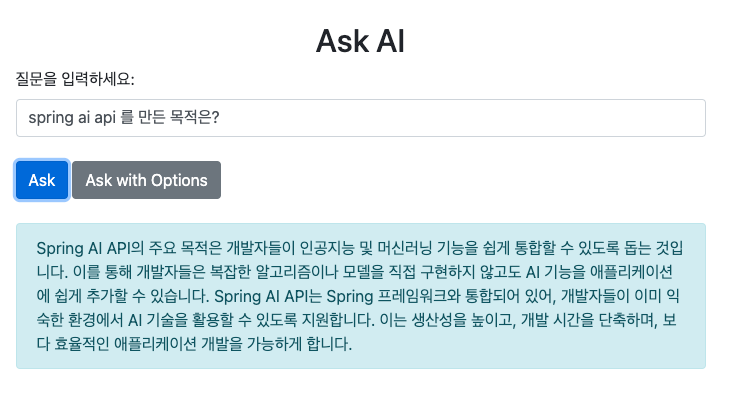 Ask AI
질문을 입력하세요:
spring ai api 를 만든 목적은?
Ask Ask with Options
Spring AI API의 주요 목적은 개발자들이 인공지능 및 머신러닝 기능을 쉽게 통합할 수 있도록 돕는 것입
니다. 이를 통해 개발자들은 복잡한 알고리즘이나 모델을 직접 구현하지 않고도 AI 기능을 애플리케이션
에 쉽게 추가할 수 있습니다. Spring AI API는 Spring 프레임워크와 통합되어 있어, 개발자들이 이미 익
숙한 환경에서 AI 기술을 활용할 수 있도록 지원합니다. 이는 생산성을 높이고, 개발 시간을 단축하며, 보
다 효율적인 애플리케이션 개발을 가능하게 합니다.